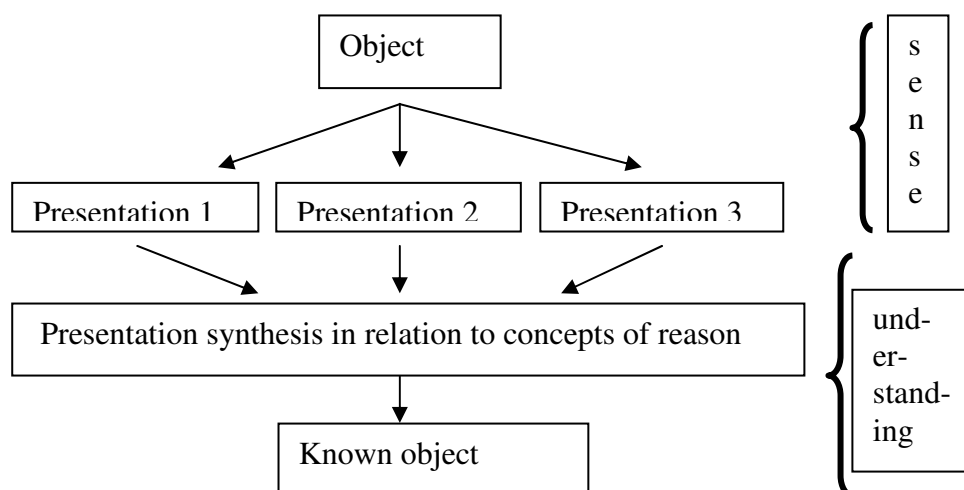 Object
s
e
n
s
e
Presentation 1
Presentation 2
Presentation 3
Presentation synthesis in relation to concepts of reason
und-
er-
stand-
ing
Known object